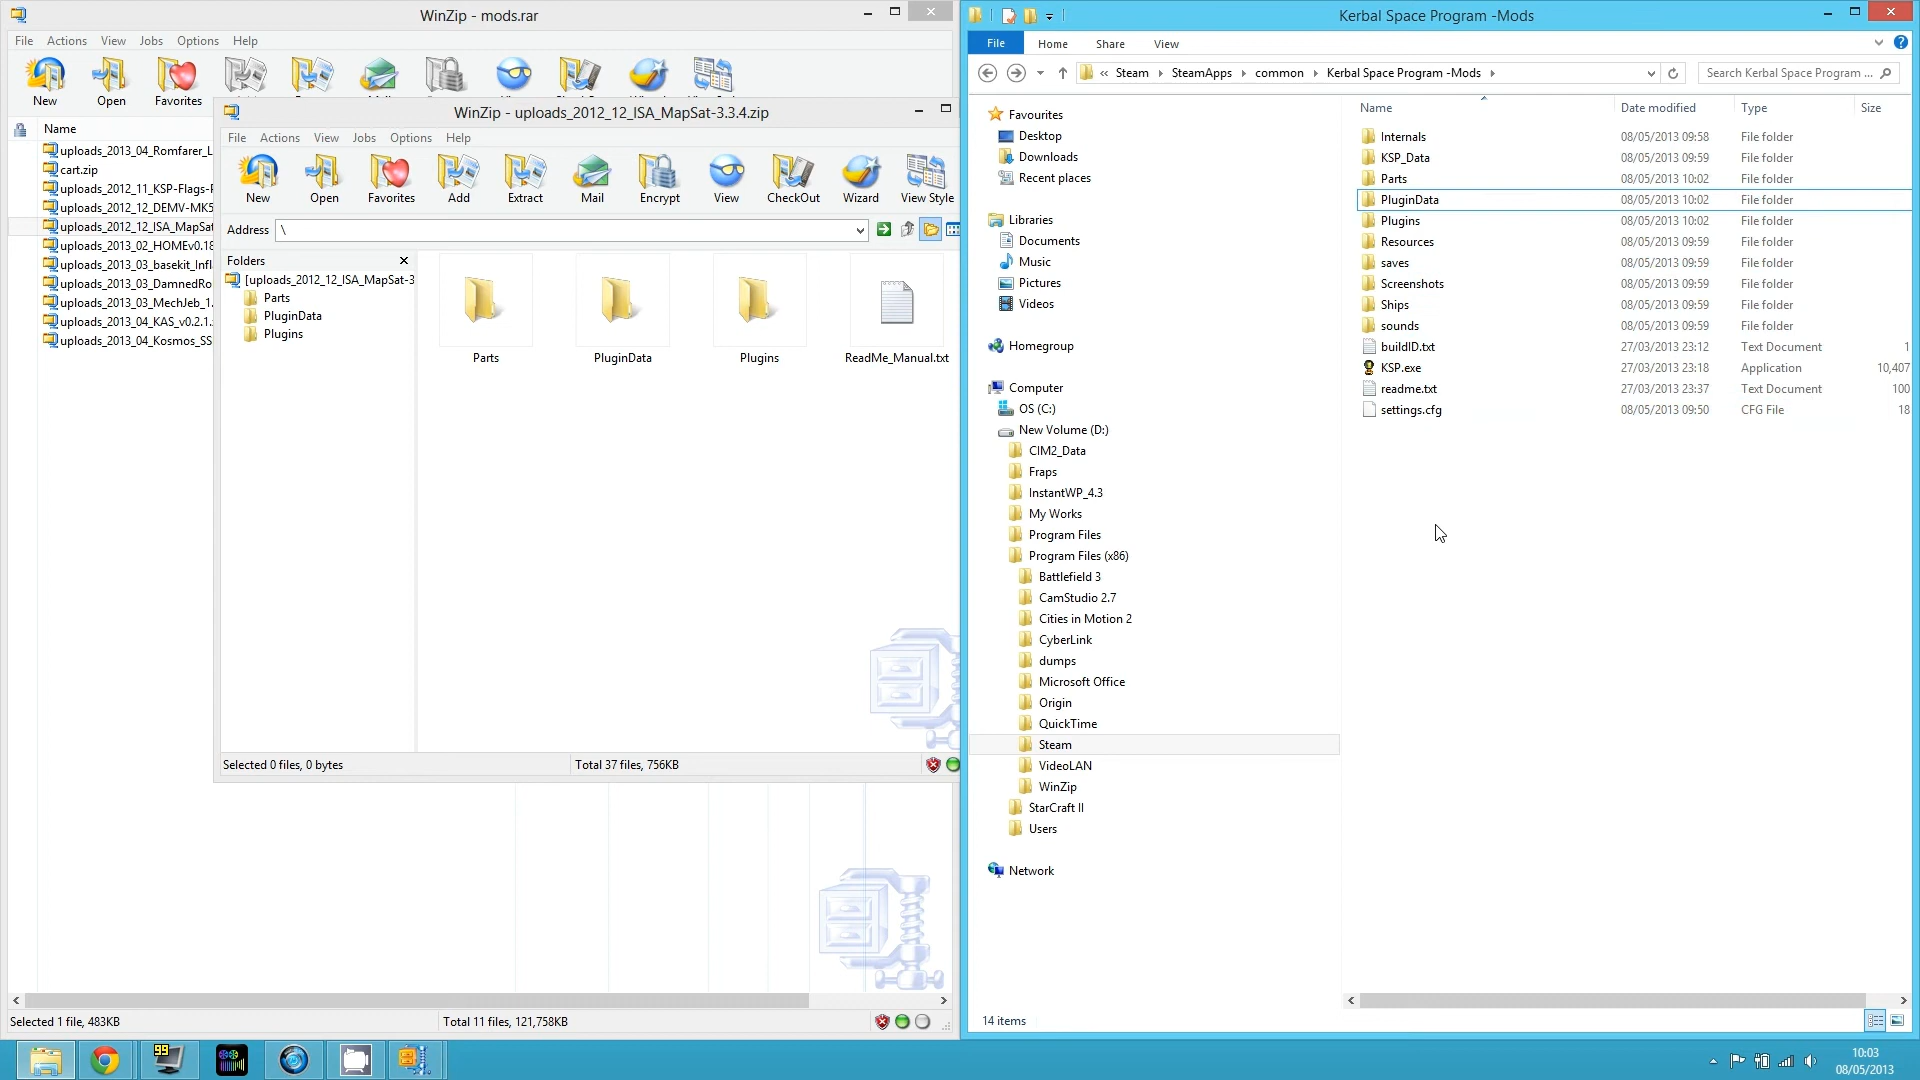 WinZip - mods.rar
File Actions View Jobs Options Help
New Open Favorites
Name
uploads_2013_04_Romfarer_L
cart.zip
uploads_2012_11_KSP-Flags-F
uploads_2012_12_DEMV-MK5
uploads_2012_12_ISA_MapSat
uploads_2013_02_HOMEv0.18
uploads_2013_03_basekit_Infl
uploads_2013_03_DamnedRo
uploads_2013_03_MechJeb_1.
uploads_2013_04_KAS_v0.2.1.
uploads_2013_04_Kosmos_SS
Selected 1 file, 483KB
Total 11 files, 121,758KB
WinZip - uploads_2012_12_ISA_MapSat-3.3.4.zip
File Actions View Jobs Options Help
New Open Favorites Add Extract Mail Encrypt View CheckOut Wizard View Style
Address \
Folders
[uploads_2012_12_ISA_MapSat-3
Parts
PluginData
Plugins
Parts PluginData Plugins ReadMe_Manual.txt
Selected 0 files, 0 bytes
Total 37 files, 756KB
Kerbal Space Program -Mods
File Home Share View
« Steam SteamApps common Kerbal Space Program -Mods
Search Kerbal Space Program ...
Favourites
Desktop
Downloads
Recent places
Libraries
Documents
Music
Pictures
Videos
Homegroup
Computer
OS (C:)
New Volume (D:)
CIM2_Data
Fraps
InstantWP_4.3
My Works
Program Files
Program Files (x86)
Battlefield 3
CamStudio 2.7
Cities in Motion 2
CyberLink
dumps
Microsoft Office
Origin
QuickTime
Steam
VideoLAN
WinZip
StarCraft II
Users
Network
Name Date modified Type Size
Internals 08/05/2013 09:58 File folder
KSP_Data 08/05/2013 09:59 File folder
Parts 08/05/2013 10:02 File folder
PluginData 08/05/2013 10:02 File folder
Plugins 08/05/2013 10:02 File folder
Resources 08/05/2013 09:59 File folder
saves 08/05/2013 09:59 File folder
Screenshots 08/05/2013 09:59 File folder
Ships 08/05/2013 09:59 File folder
sounds 08/05/2013 09:59 File folder
buildID.txt 27/03/2013 23:12 Text Document 1
KSP.exe 27/03/2013 23:18 Application 10,407
readme.txt 27/03/2013 23:37 Text Document 100
settings.cfg 08/05/2013 09:50 CFG File 18
14 items
99
10:03
08/05/2013